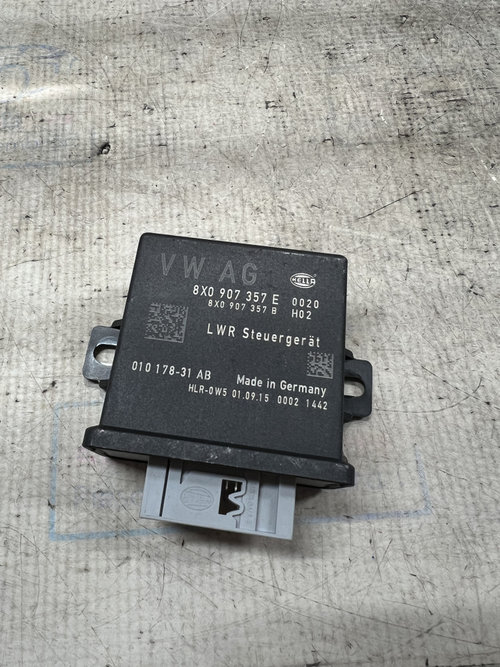 VW AG
HELLA
8X0 907 357 E 0020
8X0 907 357 B H02
LWR Steuergerät
010 178-31 AB Made in Germany
HLR-0W5 01.09.15 0002 1442